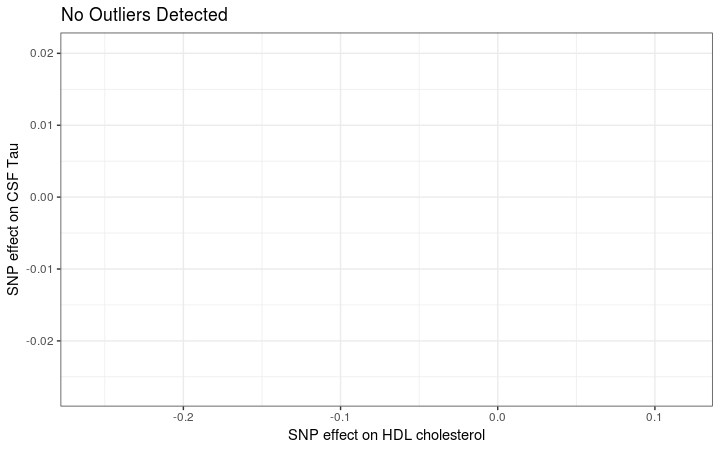 No Outliers Detected
SNP effect on CSF Tau
0.02
0.01
0.00
-0.01
-0.02
-0.2 -0.1 0.0 0.1
SNP effect on HDL cholesterol